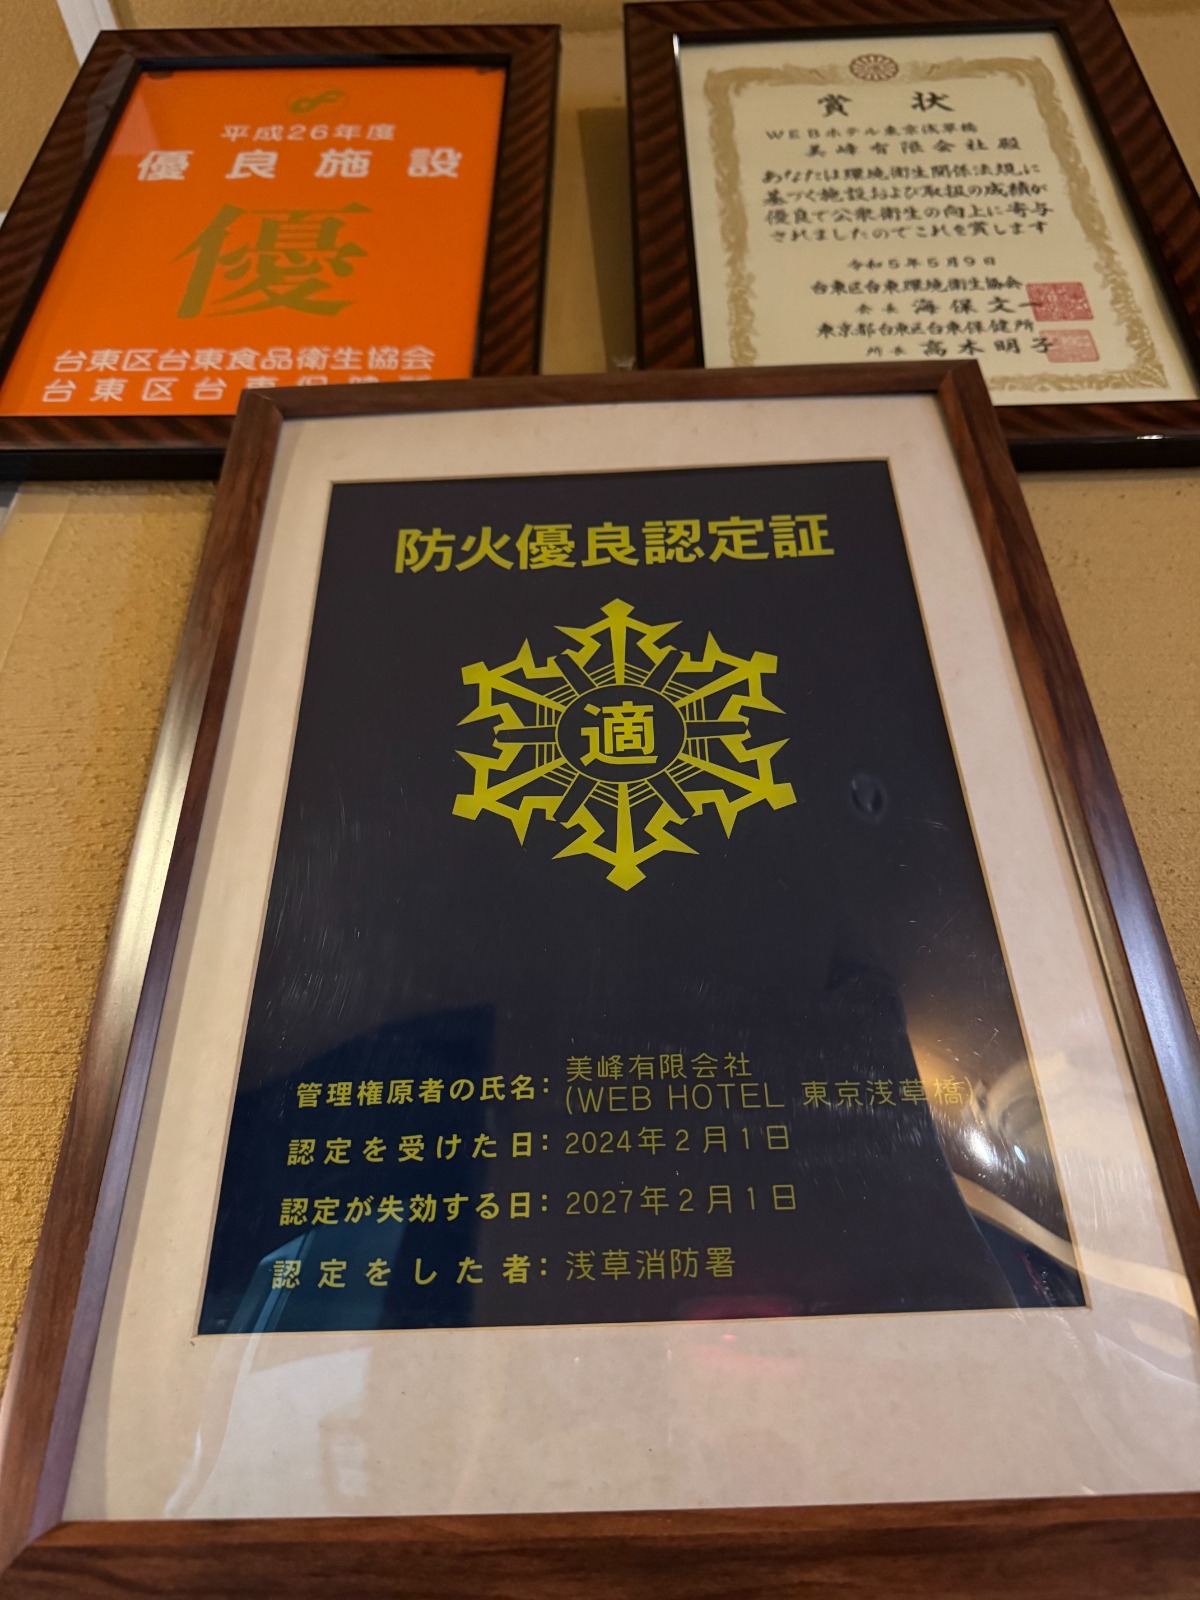 平成26年度
優良施設
優
台東区台東食品衛生協会
台東区台東保健所
賞状
WEBホテル東京浅草橋
美峰有限会社殿
あなたは環境衛生関係法規に
基づく施設および取扱の成績が
優良で公衆衛生の向上に寄与
されましたのでこれを賞します
令和5年5月9日
台東区台東環境衛生協会
会長 海保文一
東京都台東区台東保健所
所長 高木明子
防火優良認定証
適
管理権原者の氏名：美峰有限会社
(WEB HOTEL 東京浅草橋)
認定を受けた日：2024年2月1日
認定が失効する日：2027年2月1日
認定をした者：浅草消防署